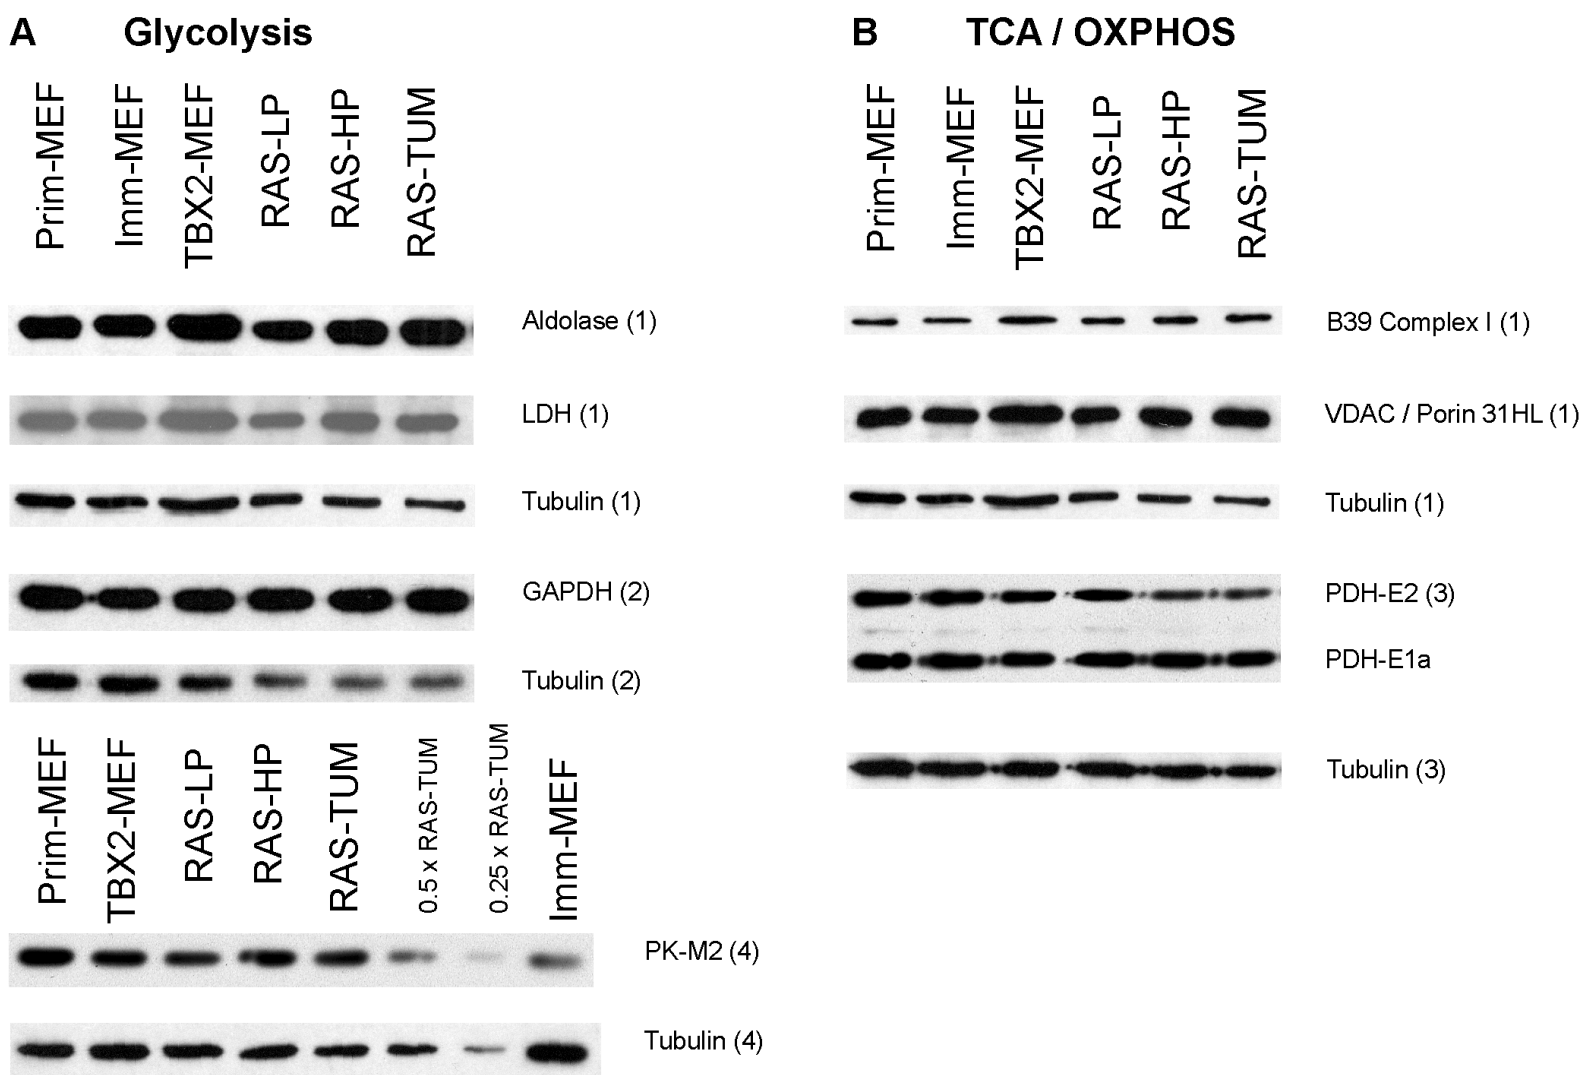 A Glycolysis
Prim-MEF
Imm-MEF
TBX2-MEF
RAS-LP
RAS-HP
RAS-TUM
Aldolase (1)
LDH (1)
Tubulin (1)
GAPDH (2)
Tubulin (2)
Prim-MEF
TBX2-MEF
RAS-LP
RAS-HP
RAS-TUM
0.5 x RAS-TUM
0.25 x RAS-TUM
Imm-MEF
PK-M2 (4)
Tubulin (4)
B TCA / OXPHOS
Prim-MEF
Imm-MEF
TBX2-MEF
RAS-LP
RAS-HP
RAS-TUM
B39 Complex I (1)
VDAC / Porin 31HL (1)
Tubulin (1)
PDH-E2 (3)
PDH-E1a
Tubulin (3)